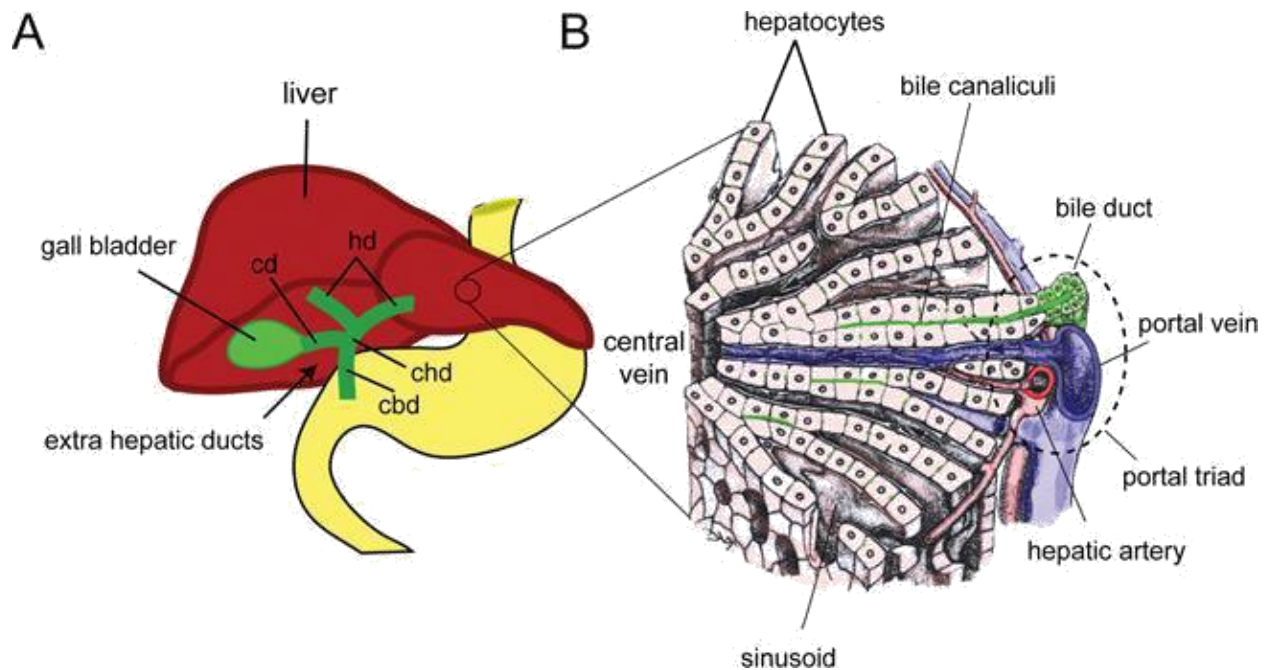 A
liver
gall bladder
cd
hd
chd
cbd
extra hepatic ducts
B
hepatocytes
bile canaliculi
bile duct
portal vein
central
vein
portal triad
hepatic artery
sinusoid